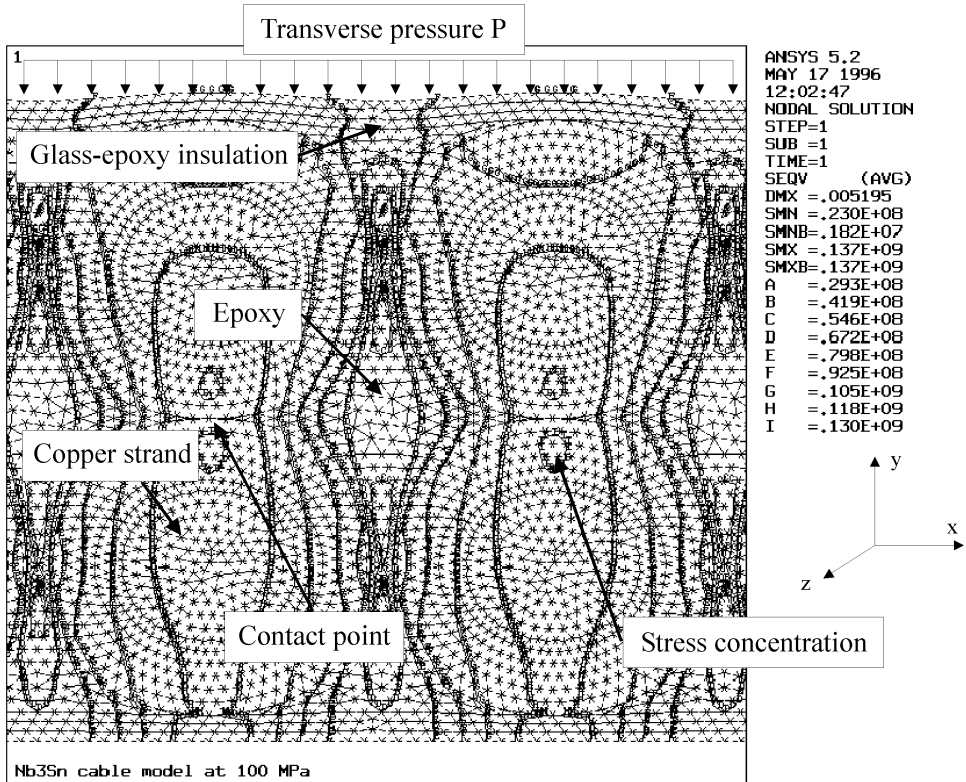 Transverse pressure P
1
ANSYS 5.2
MAY 17 1996
12:02:47
NODAL SOLUTION
STEP=1
SUB =1
TIME=1
SEQV (AVG)
DMX =.005195
SMN =.230E+08
SMNB=.182E+07
SMX =.137E+09
SMXB=.137E+09
A =.293E+08
B =.419E+08
C =.546E+08
D =.672E+08
E =.798E+08
F =.925E+08
G =.105E+09
H =.118E+09
I =.130E+09
Glass-epoxy insulation
Epoxy
Copper strand
Contact point
Stress concentration
y
x
z
Nb3Sn cable model at 100 MPa